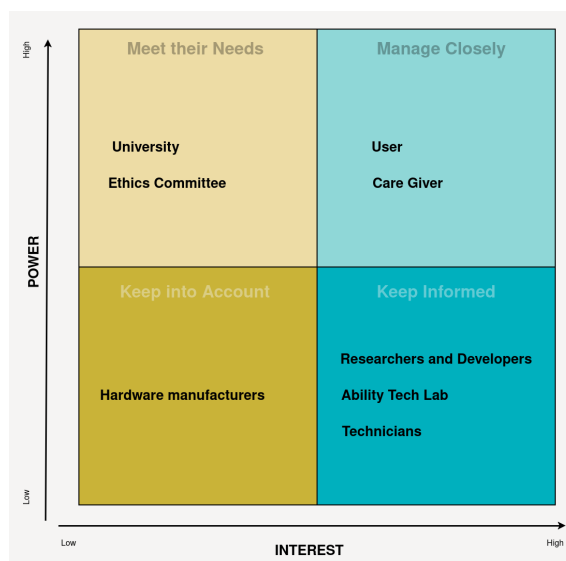 High
Meet their Needs
Manage Closely
University
User
Ethics Committee
Care Giver
POWER
Keep into Account
Keep Informed
Researchers and Developers
Hardware manufacturers
Ability Tech Lab
Technicians
Low
Low
High
INTEREST